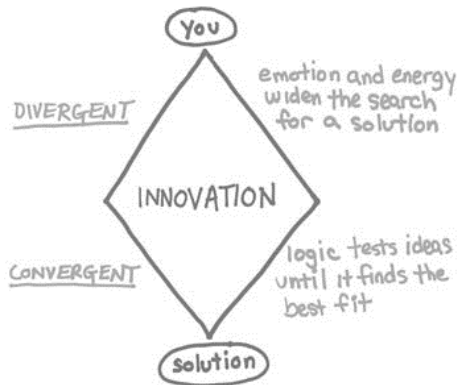 You
DIVERGENT
emotion and energy
widen the search
for a solution
INNOVATION
CONVERGENT
logic tests ideas
until it finds the
best fit
solution